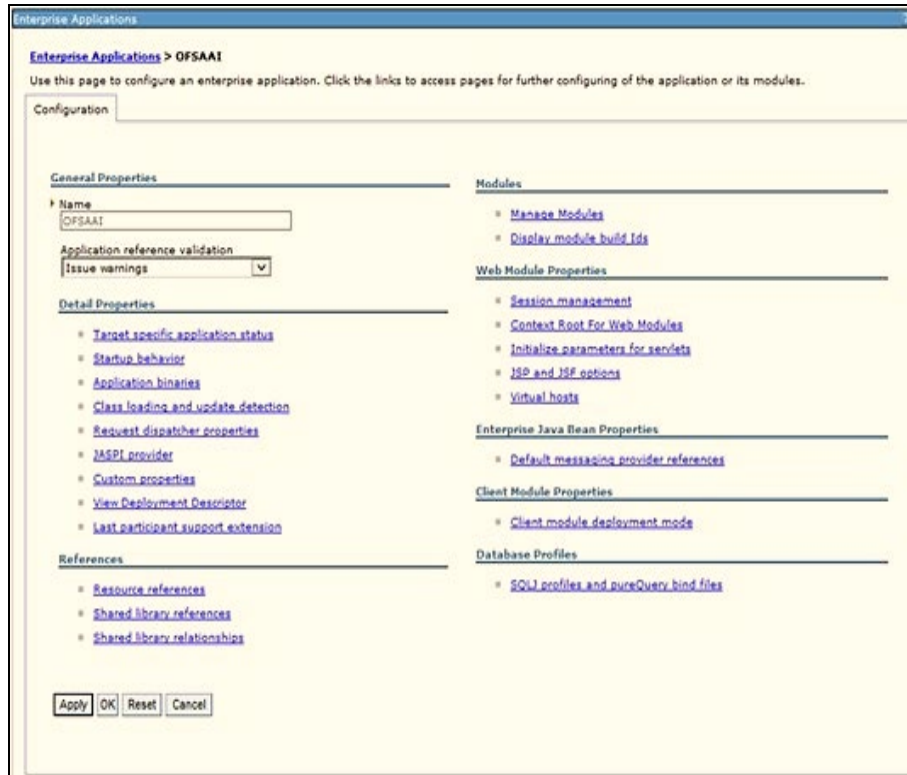 Enterprise Applications
?
Enterprise Applications > OFSAAI
Use this page to configure an enterprise application. Click the links to access pages for further configuring of the application or its modules.
Configuration
General Properties
Name
OFSAAI
Application reference validation
Issue warnings
Detail Properties
Target specific application status
Startup behavior
Application binaries
Class loading and update detection
Request dispatcher properties
JASPI provider
Custom properties
View Deployment Descriptor
Last participant support extension
References
Resource references
Shared library references
Shared library relationships
Modules
Manage Modules
Display module build Ids
Web Module Properties
Session management
Context Root For Web Modules
Initialize parameters for servlets
JSP and JSF options
Virtual hosts
Enterprise Java Bean Properties
Default messaging provider references
Client Module Properties
Client module deployment mode
Database Profiles
SQLJ profiles and pureQuery bind files
Apply OK Reset Cancel